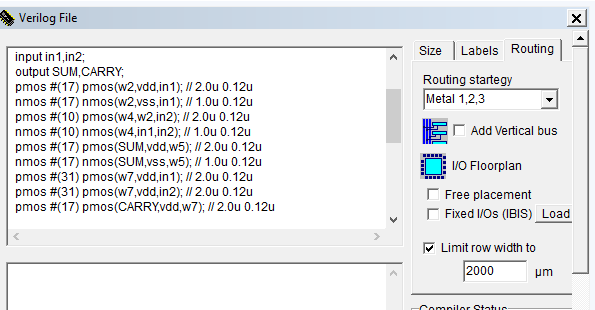 Verilog File
input in1,in2;
output SUM,CARRY;
pmos #(17) pmos(w2,vdd,in1); // 2.0u 0.12u
nmos #(17) nmos(w2,vss,in1); // 1.0u 0.12u
pmos #(10) pmos(w4,w2,in2); // 2.0u 0.12u
nmos #(10) nmos(w4,in1,in2); // 1.0u 0.12u
pmos #(17) pmos(SUM,vdd,w5); // 2.0u 0.12u
nmos #(17) nmos(SUM,vss,w5); // 1.0u 0.12u
pmos #(31) pmos(w7,vdd,in1); // 2.0u 0.12u
pmos #(31) pmos(w7,vdd,in2); // 2.0u 0.12u
pmos #(17) pmos(CARRY,vdd,w7); // 2.0u 0.12u
Size Labels Routing
Routing startegy
Metal 1,2,3
Add Vertical bus
I/O Floorplan
Free placement
Fixed I/Os (IBIS) Load
Limit row width to
2000 µm
Compiler Status